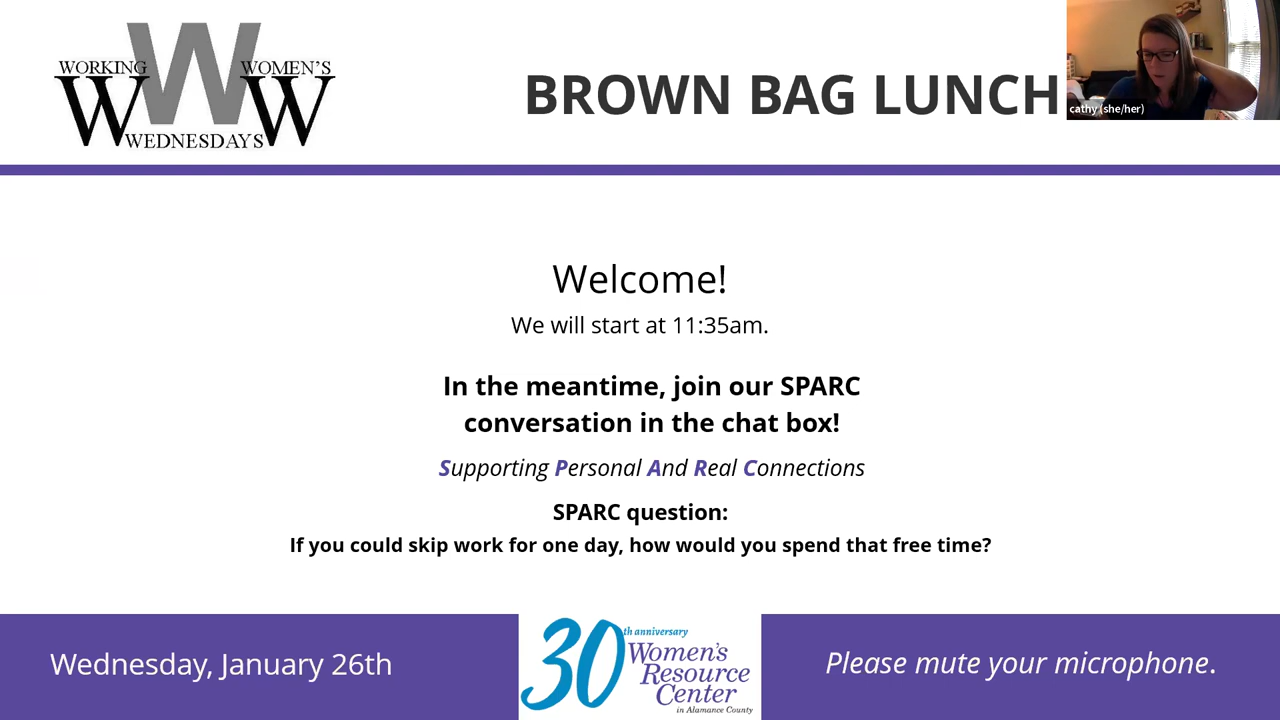 WORKING WOMEN'S
WWW
WEDNESDAYS
BROWN BAG LUNCH
cathy (she/her)
Welcome!
We will start at 11:35am.
In the meantime, join our SPARC
conversation in the chat box!
Supporting Personal And Real Connections
SPARC question:
If you could skip work for one day, how would you spend that free time?
Wednesday, January 26th
30th anniversary
Women's
Resource
Center
in Alamance County
Please mute your microphone.